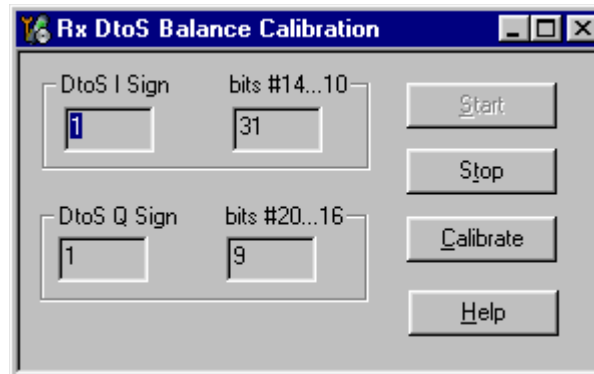 Rx DtoS Balance Calibration
DtoS I Sign bits #14...10
1 31
Start
Stop
DtoS Q Sign bits #20...16
1 9
Calibrate
Help